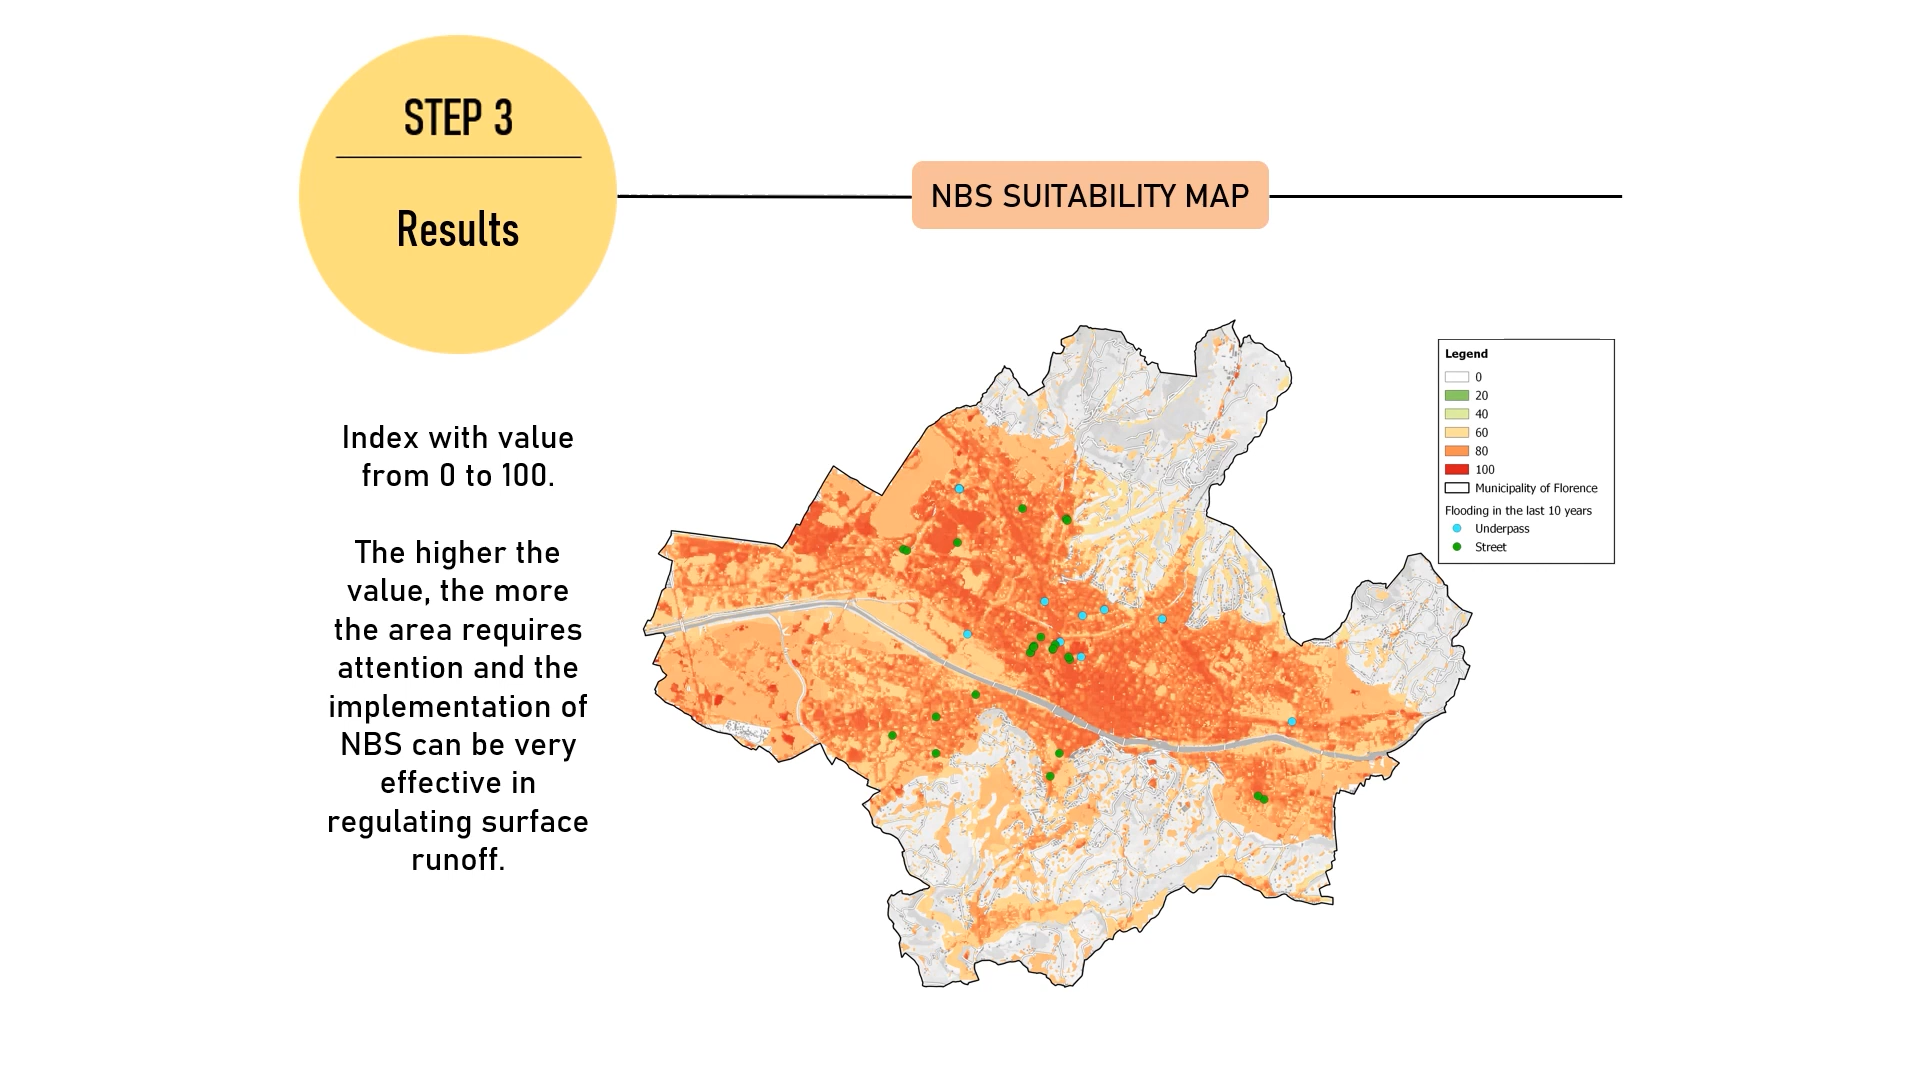 STEP 3
Results
NBS SUITABILITY MAP
Index with value
from 0 to 100.
The higher the
value, the more
the area requires
attention and the
implementation of
NBS can be very
effective in
regulating surface
runoff.
Legend
0
20
40
60
80
100
Municipality of Florence
Flooding in the last 10 years
Underpass
Street